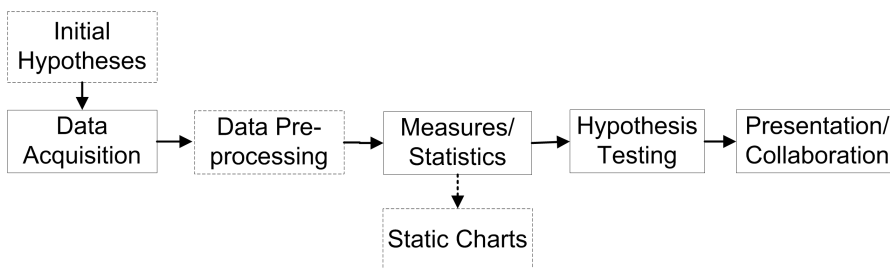 Initial
Hypotheses
Data
Acquisition
Data Pre-
processing
Measures/
Statistics
Hypothesis
Testing
Presentation/
Collaboration
Static Charts